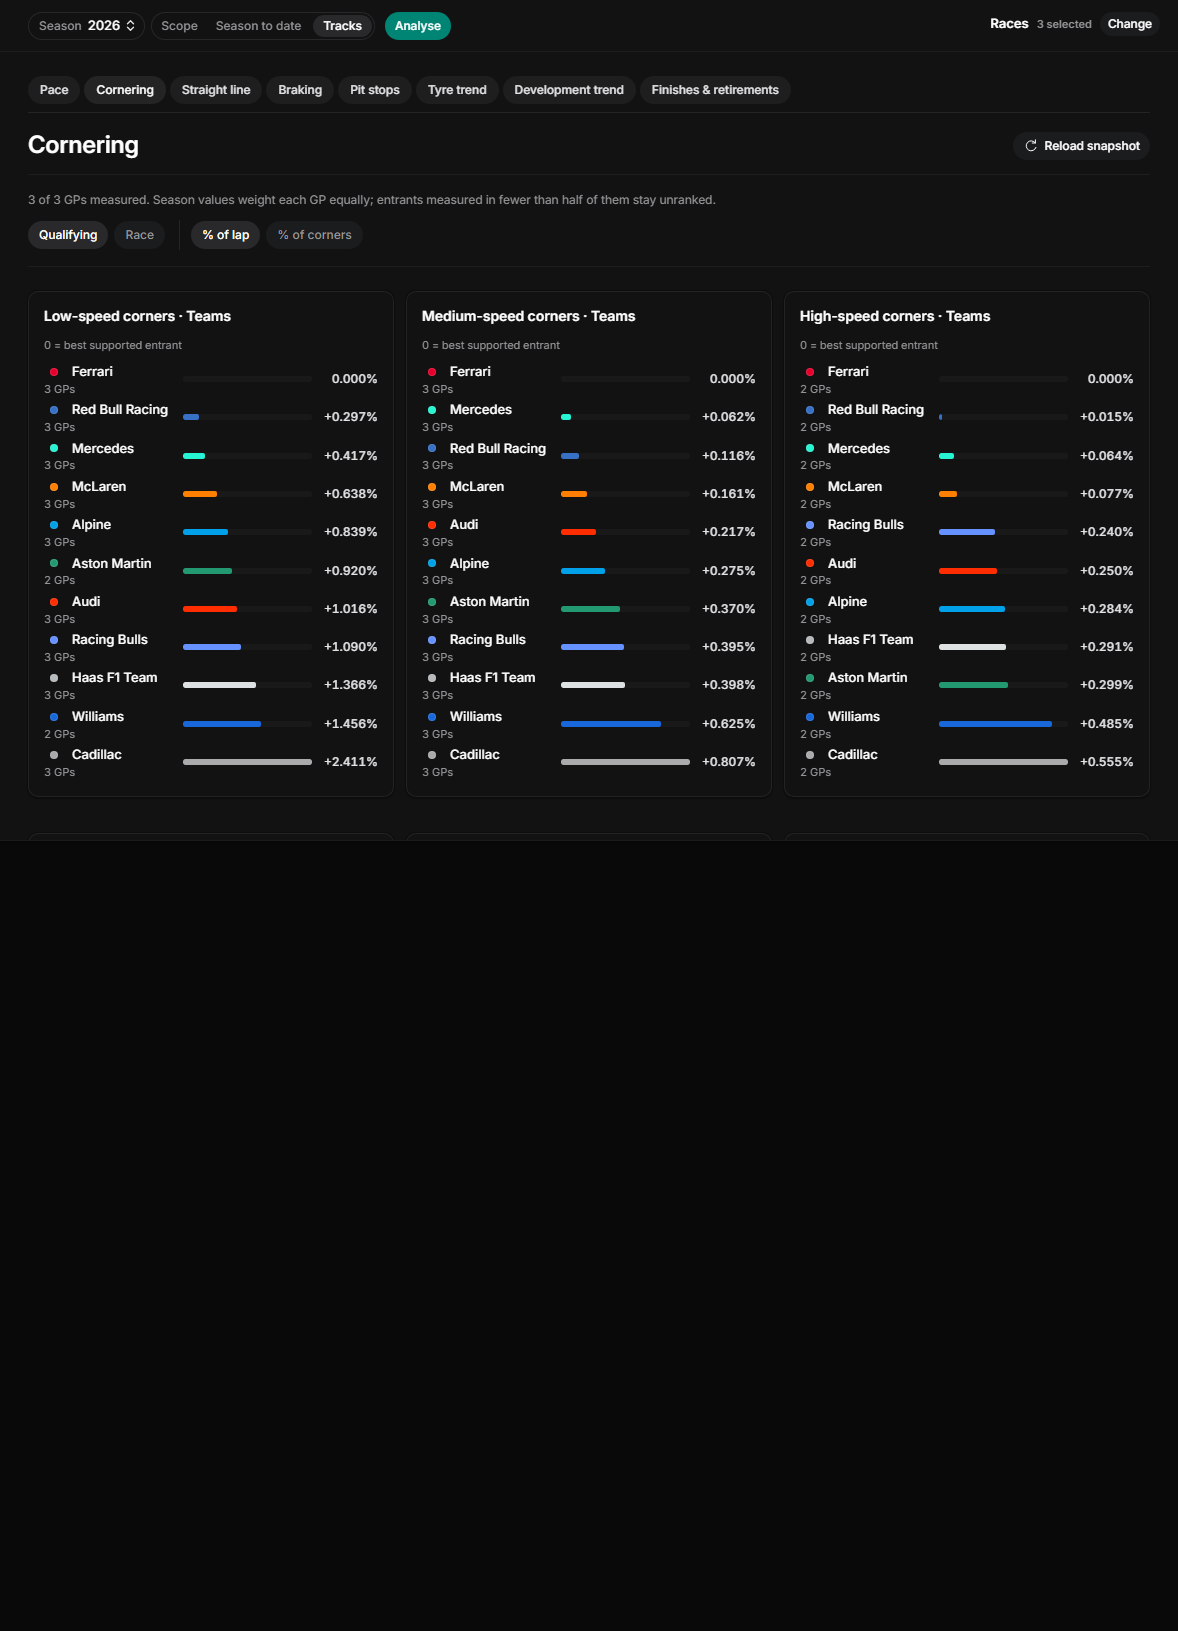 Season 2026 Scope Season to date Tracks Analyse Races 3 selected Change
Pace Cornering Straight line Braking Pit stops Tyre trend Development trend Finishes & retirements
Cornering
Reload snapshot
3 of 3 GPs measured. Season values weight each GP equally; entrants measured in fewer than half of them stay unranked.
Qualifying Race % of lap % of corners
Low-speed corners · Teams
0 = best supported entrant
Ferrari
3 GPs
0.000%
Red Bull Racing
3 GPs
+0.297%
Mercedes
3 GPs
+0.417%
McLaren
3 GPs
+0.638%
Alpine
3 GPs
+0.839%
Aston Martin
2 GPs
+0.920%
Audi
3 GPs
+1.016%
Racing Bulls
3 GPs
+1.090%
Haas F1 Team
3 GPs
+1.366%
Williams
2 GPs
+1.456%
Cadillac
3 GPs
+2.411%
Medium-speed corners · Teams
0 = best supported entrant
Ferrari
3 GPs
0.000%
Mercedes
3 GPs
+0.062%
Red Bull Racing
3 GPs
+0.116%
McLaren
3 GPs
+0.161%
Audi
3 GPs
+0.217%
Alpine
3 GPs
+0.275%
Aston Martin
3 GPs
+0.370%
Racing Bulls
3 GPs
+0.395%
Haas F1 Team
3 GPs
+0.398%
Williams
3 GPs
+0.625%
Cadillac
3 GPs
+0.807%
High-speed corners · Teams
0 = best supported entrant
Ferrari
2 GPs
0.000%
Red Bull Racing
2 GPs
+0.015%
Mercedes
2 GPs
+0.064%
McLaren
2 GPs
+0.077%
Racing Bulls
2 GPs
+0.240%
Audi
2 GPs
+0.250%
Alpine
2 GPs
+0.284%
Haas F1 Team
2 GPs
+0.291%
Aston Martin
2 GPs
+0.299%
Williams
2 GPs
+0.485%
Cadillac
2 GPs
+0.555%